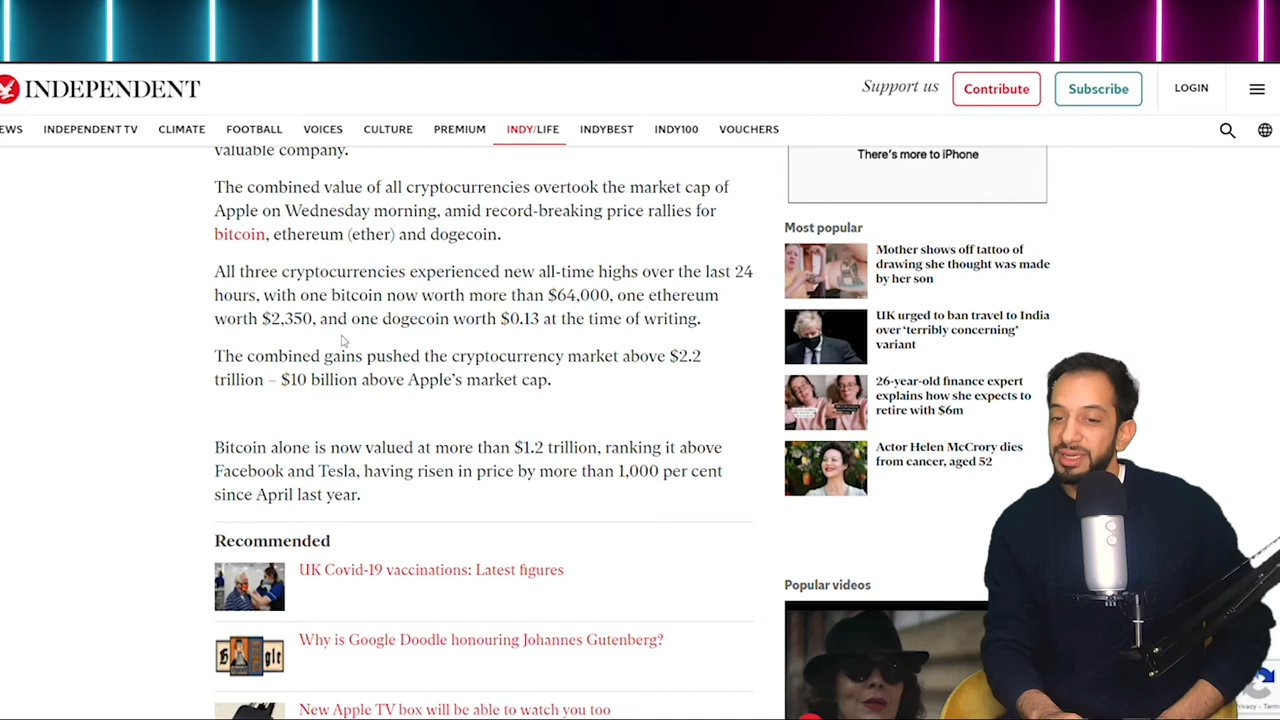 INDEPENDENT
Support us
Contribute
Subscribe
LOGIN
EWS
INDEPENDENT TV
CLIMATE
FOOTBALL
VOICES
CULTURE
PREMIUM
INDY/LIFE
INDYBEST
INDY100
VOUCHERS
valuable company.
The combined value of all cryptocurrencies overtook the market cap of
Apple on Wednesday morning, amid record-breaking price rallies for
bitcoin, ethereum (ether) and dogecoin.
All three cryptocurrencies experienced new all-time highs over the last 24
hours, with one bitcoin now worth more than $64,000, one ethereum
worth $2,350, and one dogecoin worth $0.13 at the time of writing.
The combined gains pushed the cryptocurrency market above $2.2
trillion – $10 billion above Apple's market cap.
Bitcoin alone is now valued at more than $1.2 trillion, ranking it above
Facebook and Tesla, having risen in price by more than 1,000 per cent
since April last year.
Recommended
UK Covid-19 vaccinations: Latest figures
Why is Google Doodle honouring Johannes Gutenberg?
New Apple TV box will be able to watch you too
There's more to iPhone
Most popular
Mother shows off tattoo of
drawing she thought was made
by her son
UK urged to ban travel to India
over ‘terribly concerning’
variant
26-year-old finance expert
explains how she expects to
retire with $6m
Actor Helen McCrory dies
from cancer, aged 52
Popular videos